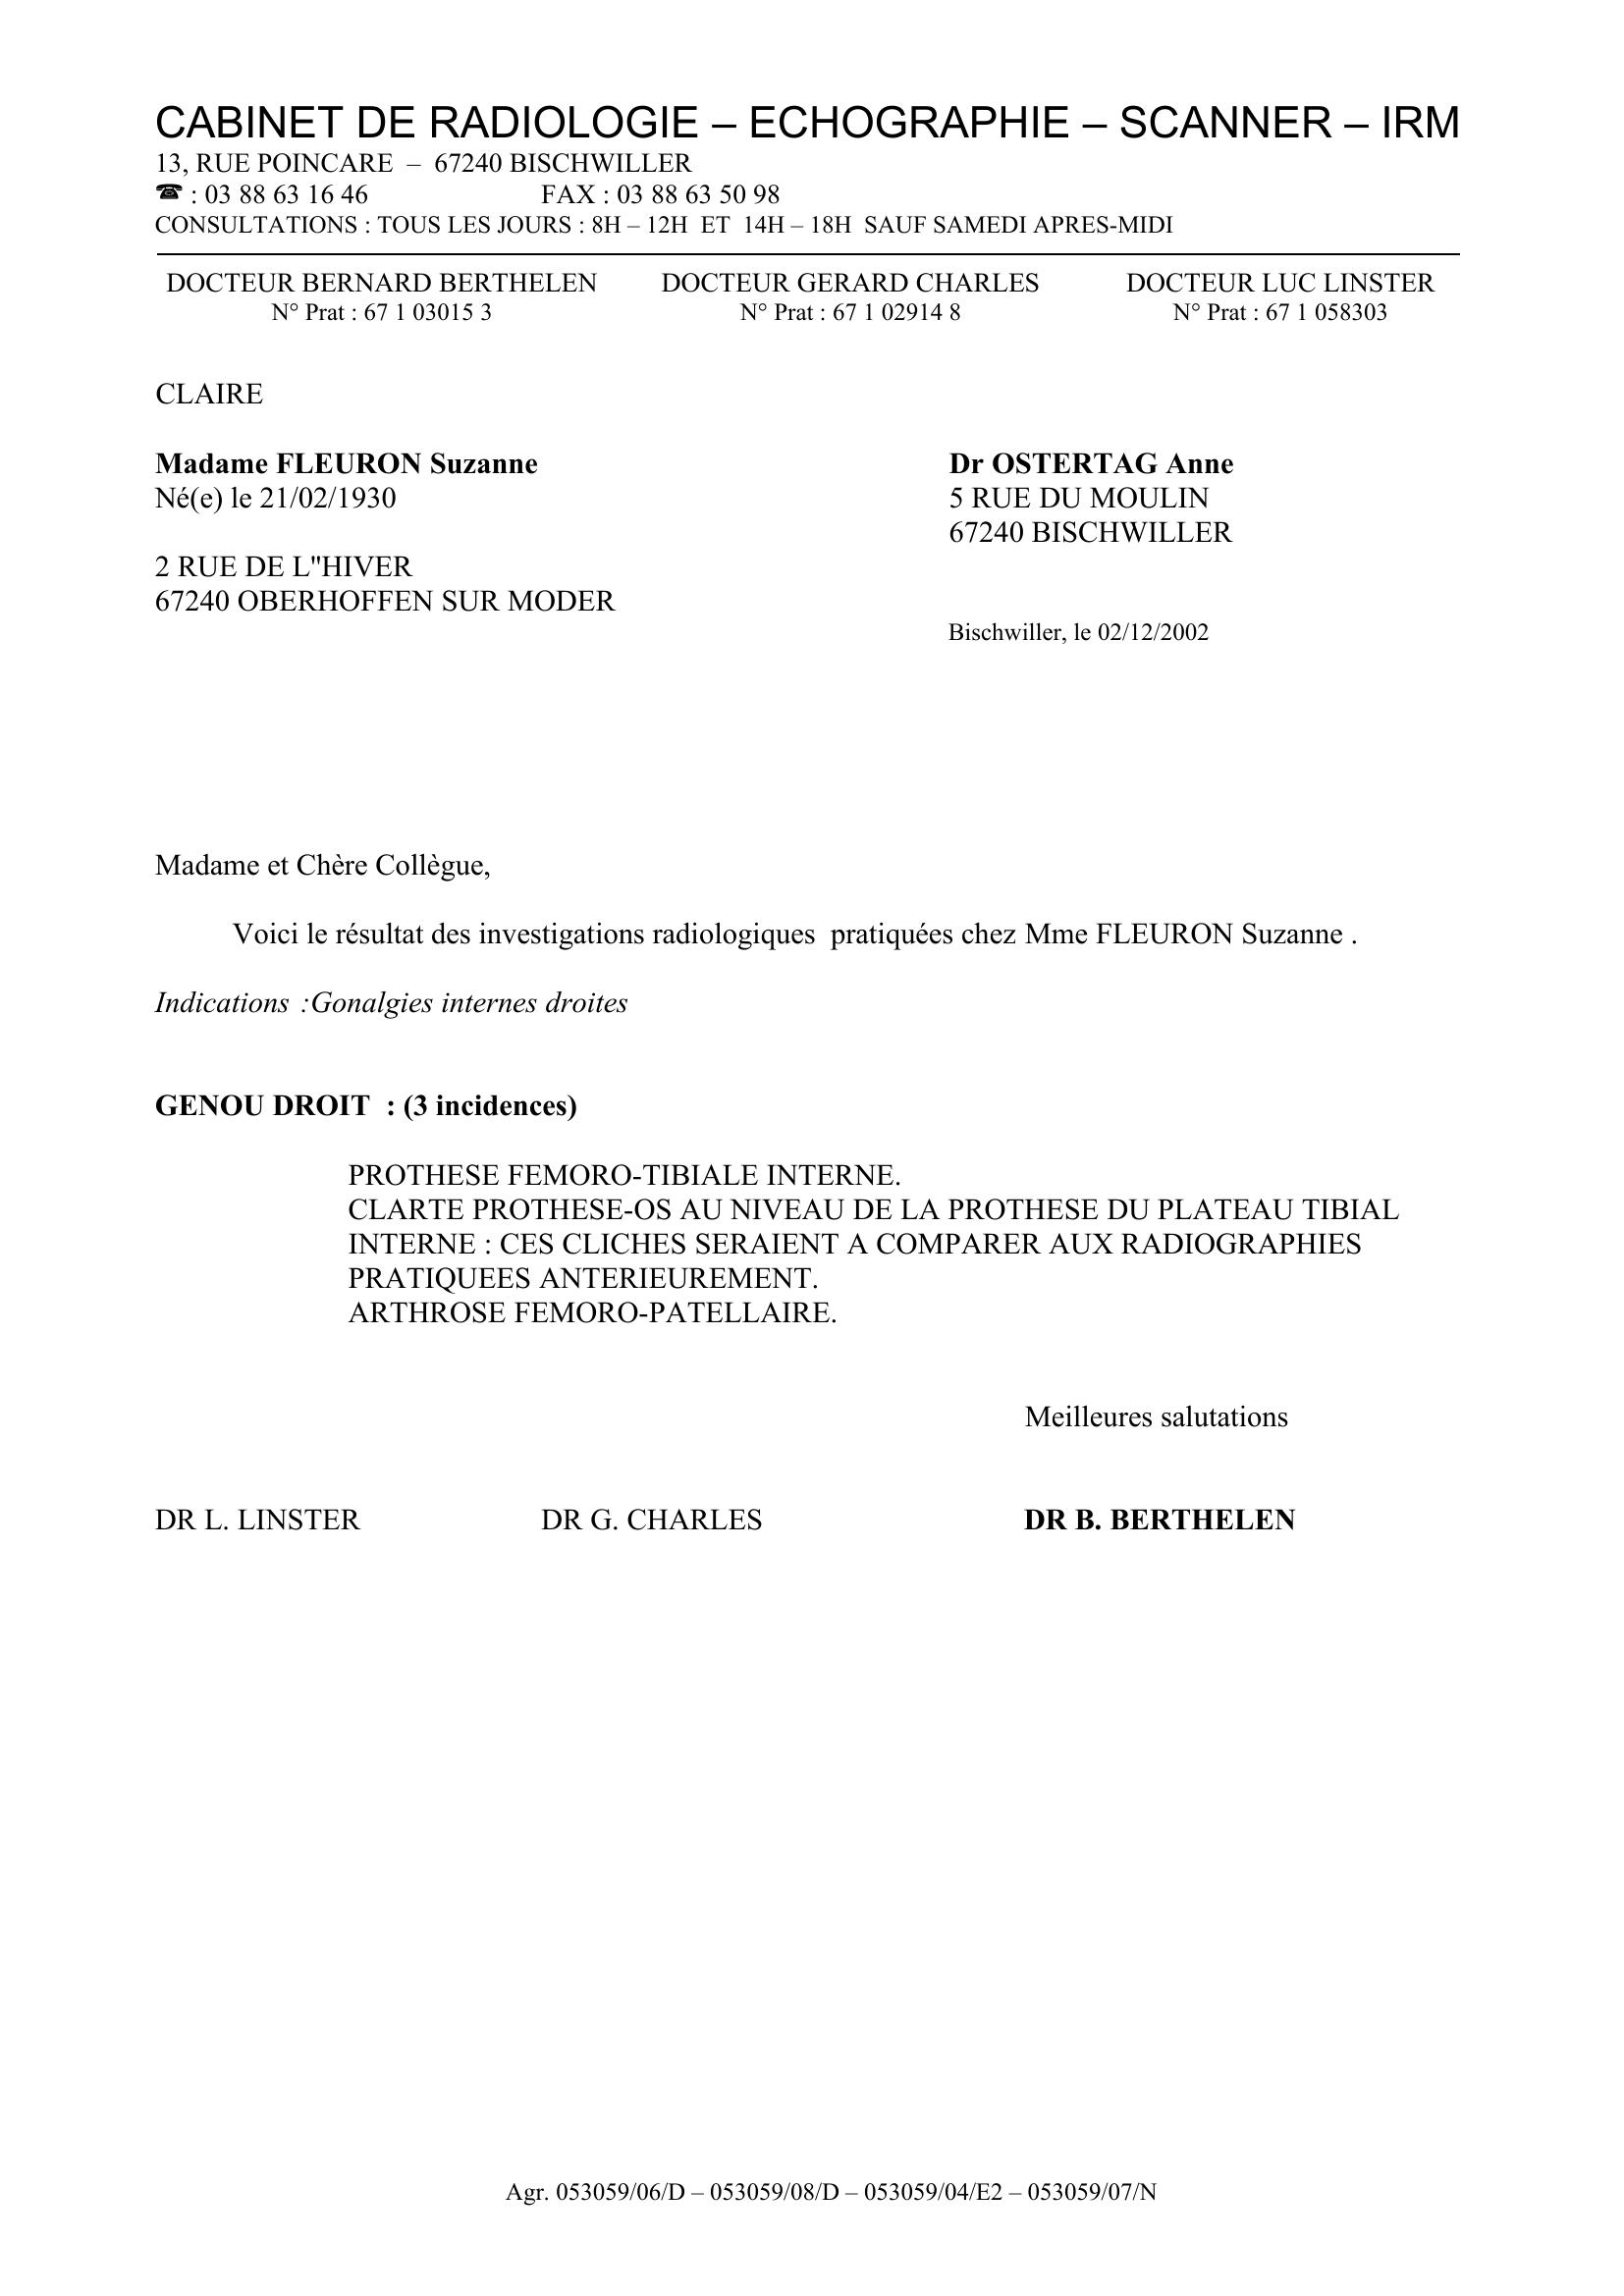 CABINET DE RADIOLOGIE – ECHOGRAPHIE – SCANNER – IRM
13, RUE POINCARE – 67240 BISCHWILLER
☎ : 03 88 63 16 46 FAX : 03 88 63 50 98
CONSULTATIONS : TOUS LES JOURS : 8H – 12H ET 14H – 18H SAUF SAMEDI APRES-MIDI
DOCTEUR BERNARD BERTHELEN DOCTEUR GERARD CHARLES DOCTEUR LUC LINSTER
N° Prat : 67 1 03015 3 N° Prat : 67 1 02914 8 N° Prat : 67 1 058303
CLAIRE
Madame FLEURON Suzanne
Né(e) le 21/02/1930
2 RUE DE L"HIVER
67240 OBERHOFFEN SUR MODER
Dr OSTERTAG Anne
5 RUE DU MOULIN
67240 BISCHWILLER
Bischwiller, le 02/12/2002
Madame et Chère Collègue,
Voici le résultat des investigations radiologiques pratiquées chez Mme FLEURON Suzanne .
Indications :Gonalgies internes droites
GENOU DROIT : (3 incidences)
PROTHESE FEMORO-TIBIALE INTERNE.
CLARTE PROTHESE-OS AU NIVEAU DE LA PROTHESE DU PLATEAU TIBIAL
INTERNE : CES CLICHES SERAIENT A COMPARER AUX RADIOGRAPHIES
PRATIQUEES ANTERIEUREMENT.
ARTHROSE FEMORO-PATELLAIRE.
Meilleures salutations
DR L. LINSTER DR G. CHARLES DR B. BERTHELEN
Agr. 053059/06/D – 053059/08/D – 053059/04/E2 – 053059/07/N